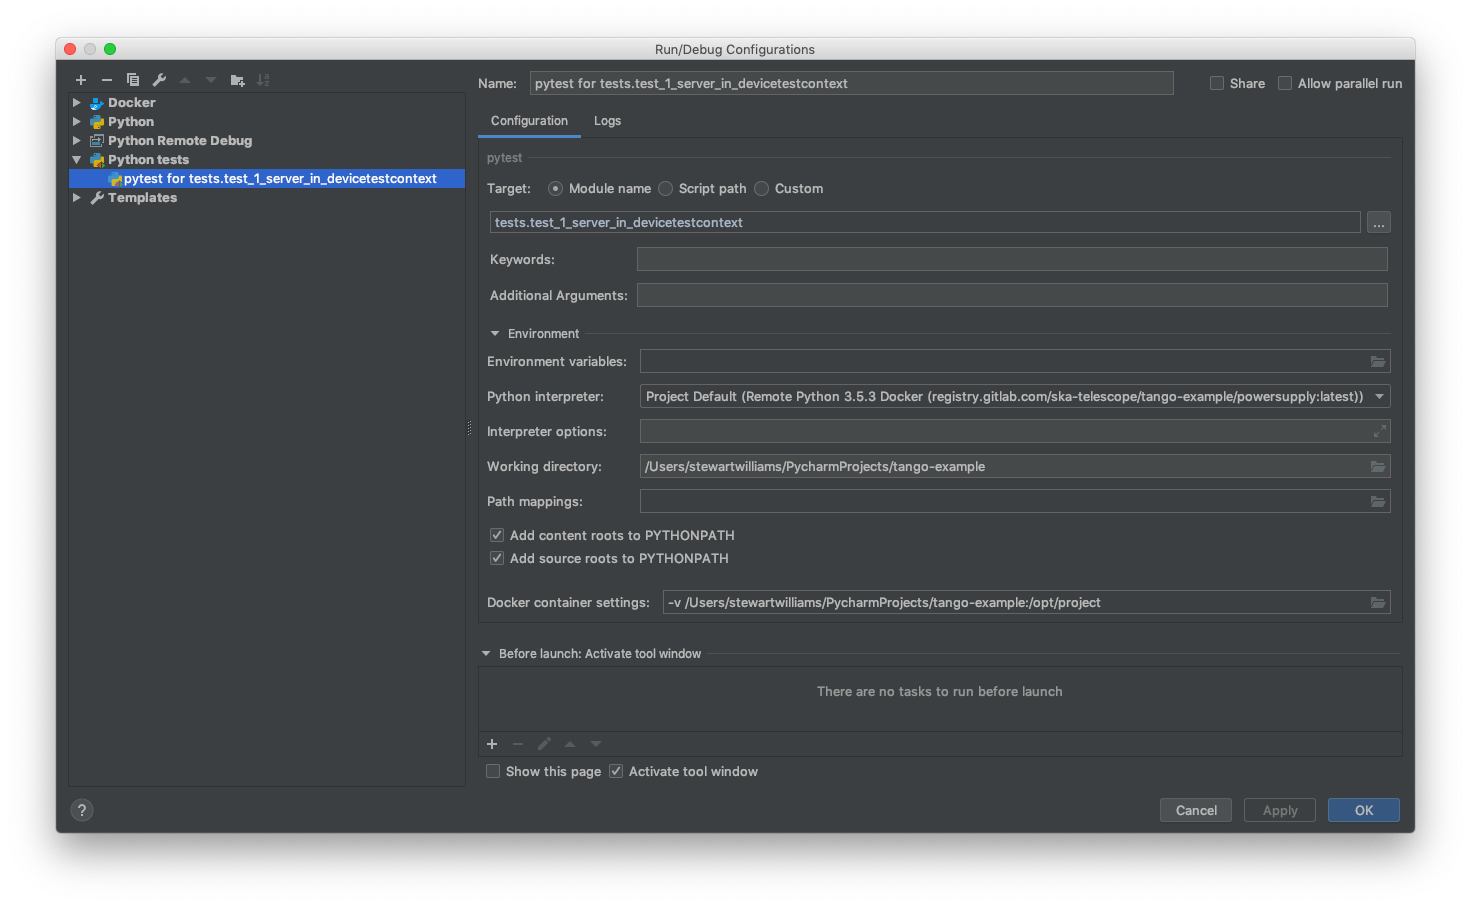 Run/Debug Configurations
Name: pytest for tests.test_1_server_in_devicetestcontext Share Allow parallel run
Docker
Python
Python Remote Debug
Python tests
pytest for tests.test_1_server_in_devicetestcontext
Templates
Configuration Logs
pytest
Target: Module name Script path Custom
tests.test_1_server_in_devicetestcontext ...
Keywords:
Additional Arguments:
Environment
Environment variables:
Python interpreter: Project Default (Remote Python 3.5.3 Docker (registry.gitlab.com/ska-telescope/tango-example/powersupply:latest))
Interpreter options:
Working directory: /Users/stewartwilliams/PycharmProjects/tango-example
Path mappings:
Add content roots to PYTHONPATH
Add source roots to PYTHONPATH
Docker container settings: -v /Users/stewartwilliams/PycharmProjects/tango-example:/opt/project
Before launch: Activate tool window
There are no tasks to run before launch
Show this page Activate tool window
? Cancel Apply OK